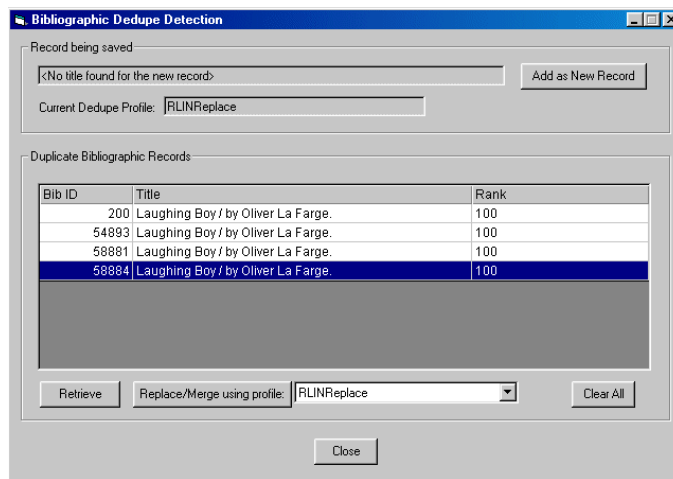 Bibliographic Dedupe Detection
Record being saved
<No title found for the new record>
Add as New Record
Current Dedupe Profile: RLINReplace
Duplicate Bibliographic Records
Bib ID Title Rank
200 Laughing Boy / by Oliver La Farge. 100
54893 Laughing Boy / by Oliver La Farge. 100
58881 Laughing Boy / by Oliver La Farge. 100
58884 Laughing Boy / by Oliver La Farge. 100
Retrieve Replace/Merge using profile: RLINReplace Clear All
Close